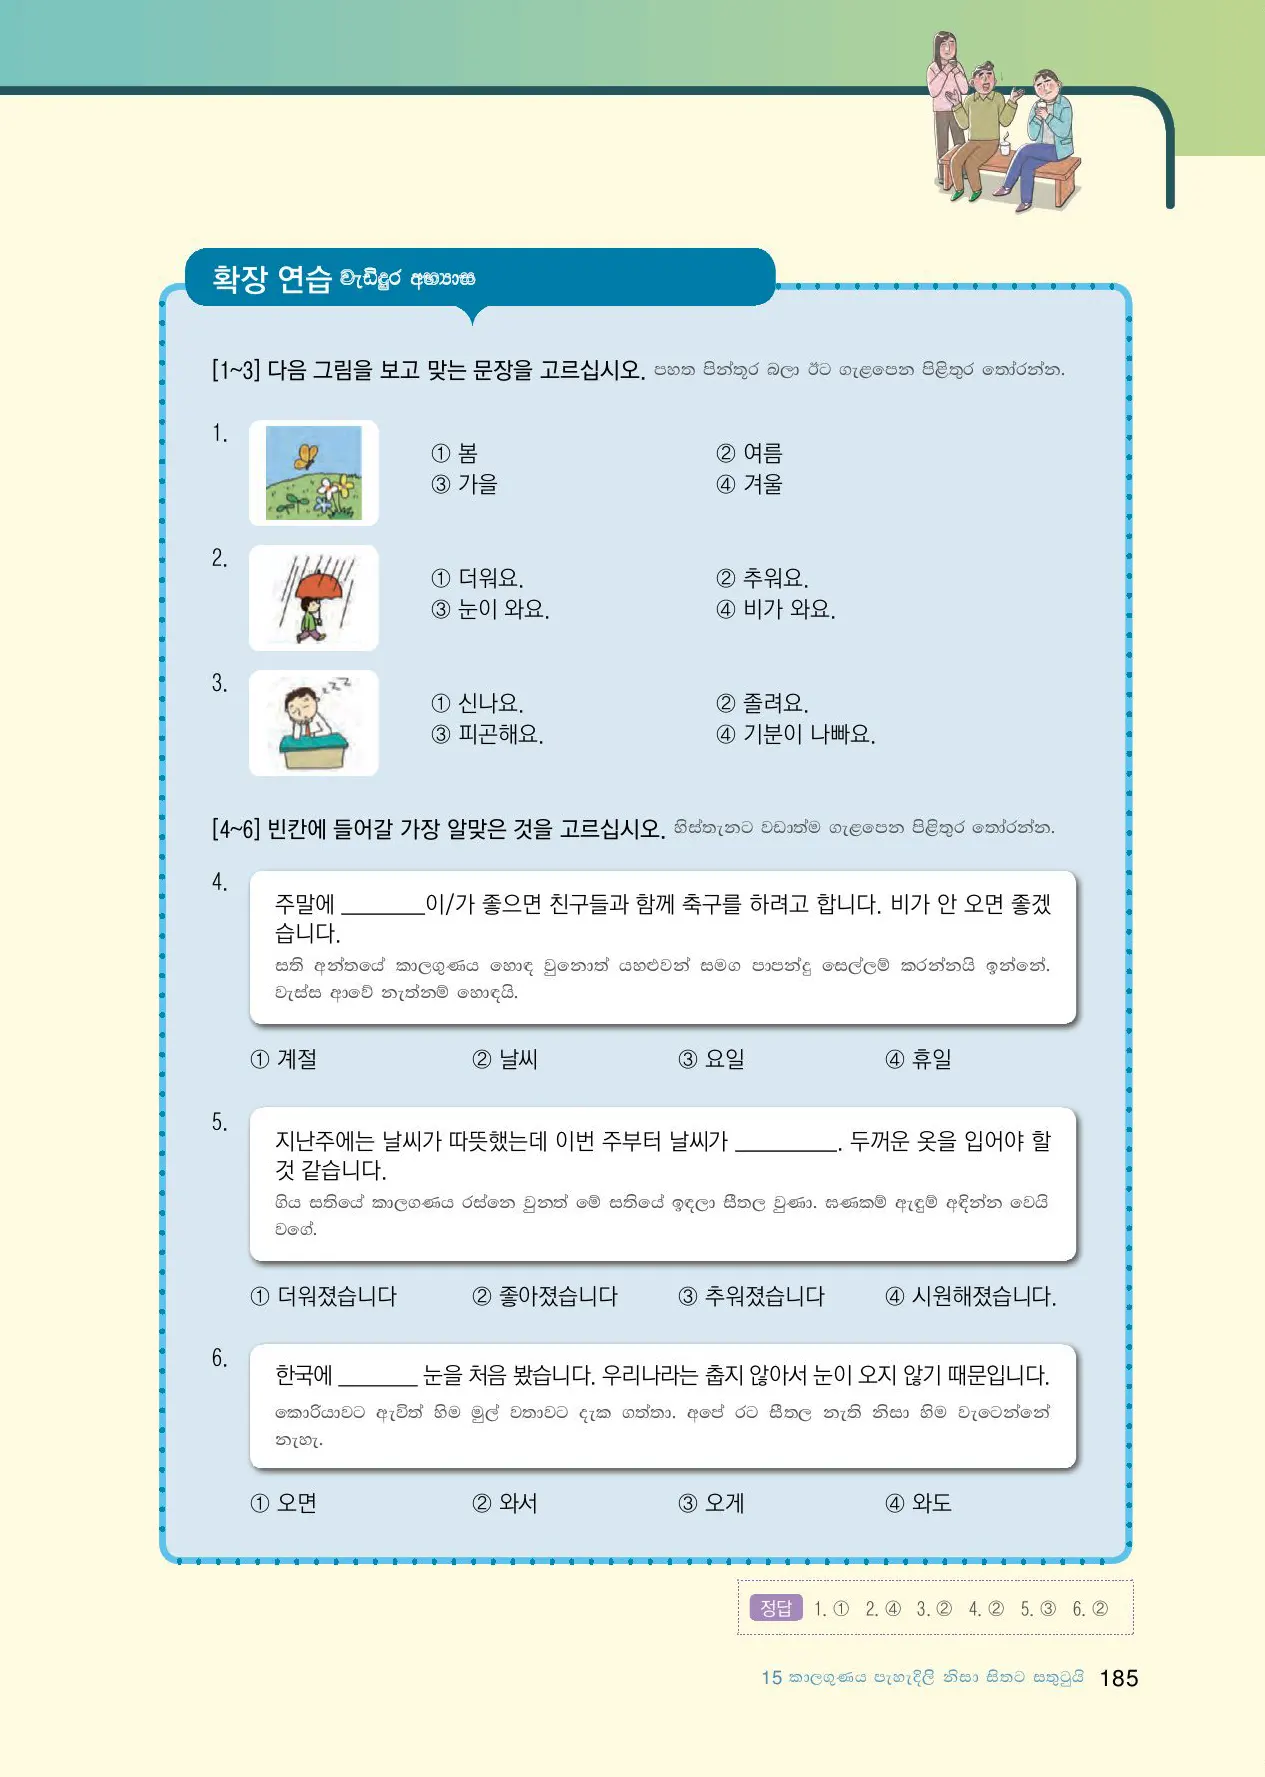 확장 연습 වැඩිදුර අභ්‍යාස
[1~3] 다음 그림을 보고 맞는 문장을 고르십시오. පහත පින්තූර බලා ඊට ගැළපෙන පිළිතුර තෝරන්න.
1.
① 봄 ② 여름
③ 가을 ④ 겨울
2.
① 더워요. ② 추워요.
③ 눈이 와요. ④ 비가 와요.
3.
① 신나요. ② 졸려요.
③ 피곤해요. ④ 기분이 나빠요.
[4~6] 빈칸에 들어갈 가장 알맞은 것을 고르십시오. හිස්තැනට වඩාත්ම ගැළපෙන පිළිතුර තෝරන්න.
4.
주말에 ________이/가 좋으면 친구들과 함께 축구를 하려고 합니다. 비가 안 오면 좋겠
습니다.
සති අන්තයේ කාලගුණය හොඳ වුනොත් යහළුවන් සමග පාපන්දු සෙල්ලම් කරන්නයි ඉන්නේ.
වැස්ස ආවේ නැත්නම් හොඳයි.
① 계절 ② 날씨 ③ 요일 ④ 휴일
5.
지난주에는 날씨가 따뜻했는데 이번 주부터 날씨가 _________. 두꺼운 옷을 입어야 할
것 같습니다.
ගිය සතියේ කාලගණය රස්නෙ වුනත් මේ සතියේ ඉඳලා සීතල වුණා. ඝණකම් ඇඳුම් අඳින්න වෙයි
වගේ.
① 더워졌습니다 ② 좋아졌습니다 ③ 추워졌습니다 ④ 시원해졌습니다.
6.
한국에 _______ 눈을 처음 봤습니다. 우리나라는 춥지 않아서 눈이 오지 않기 때문입니다.
කොරියාවට ඇවිත් හිම මුල් වතාවට දැක ගත්තා. අපේ රට සීතල නැති නිසා හිම වැටෙන්නේ
නැහැ.
① 오면 ② 와서 ③ 오게 ④ 와도
정답 1. ① 2. ④ 3. ② 4. ② 5. ③ 6. ②
15 කාලගුණය පැහැදිලි නිසා සිතට සතුටුයි 185